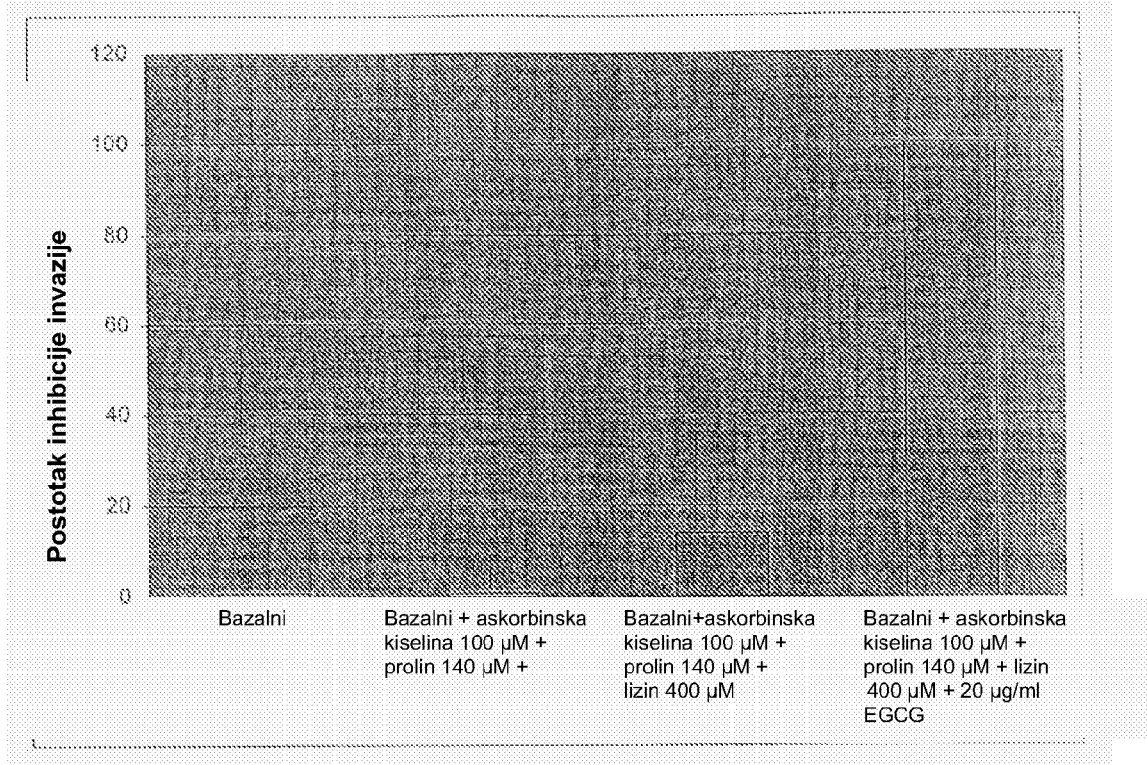 120
100
80
60
40
20
0
Postotak inhibicije invazije
Bazalni
Bazalni + askorbinska
kiselina 100 µM +
prolin 140 µM +
Bazalni+askorbinska
kiselina 100 µM +
prolin 140 µM +
lizin 400 µM
Bazalni + askorbinska
kiselina 100 µM +
prolin 140 µM + lizin
400 µM + 20 µg/ml
EGCG